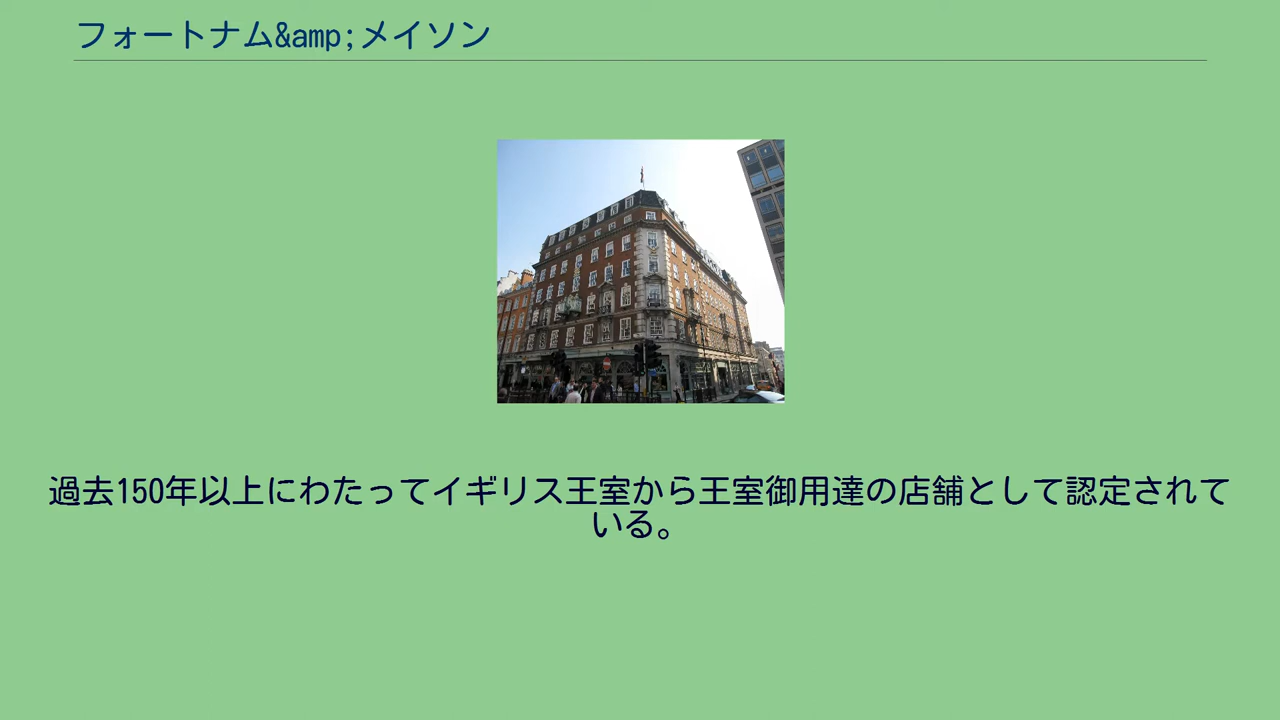 フォートナム&amp;メイソン
過去150年以上にわたってイギリス王室から王室御用達の店舗として認定されて
いる。